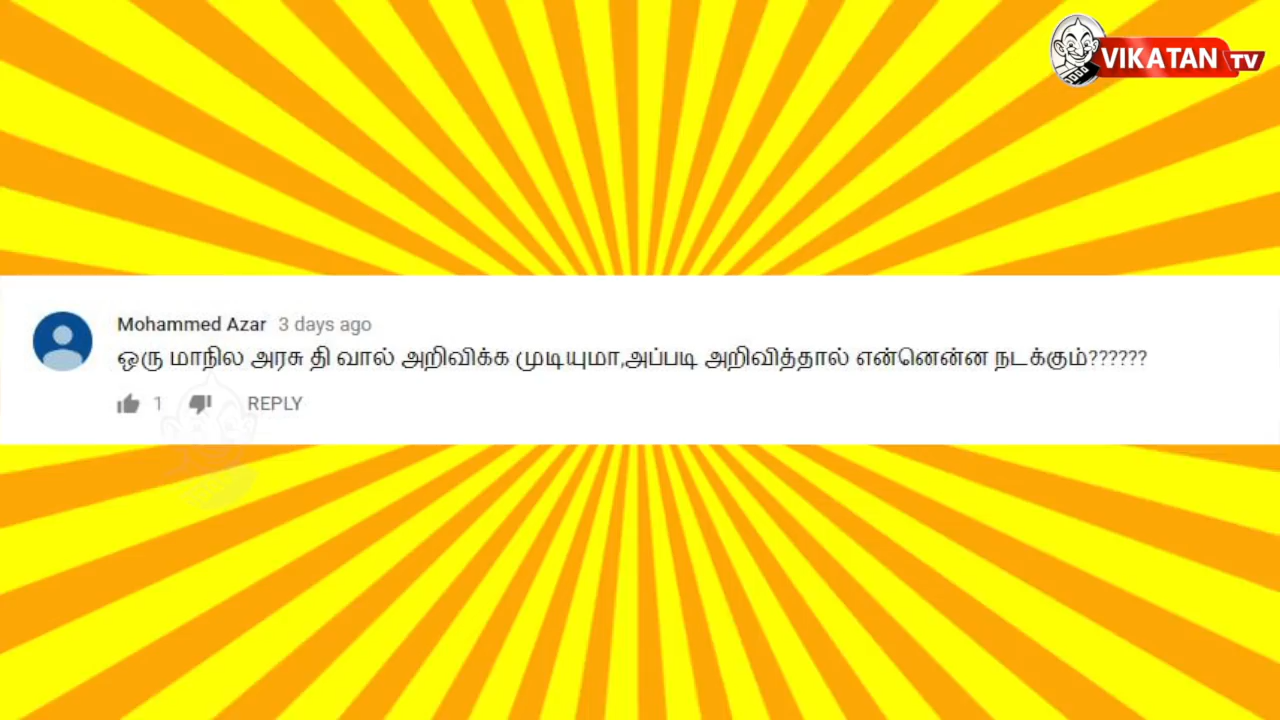 VIKATAN TV
Mohammed Azar 3 days ago
ஒரு மாநில அரசு தி வால் அறிவிக்க முடியுமா,அப்படி அறிவித்தால் என்னென்ன நடக்கும்??????
1 REPLY